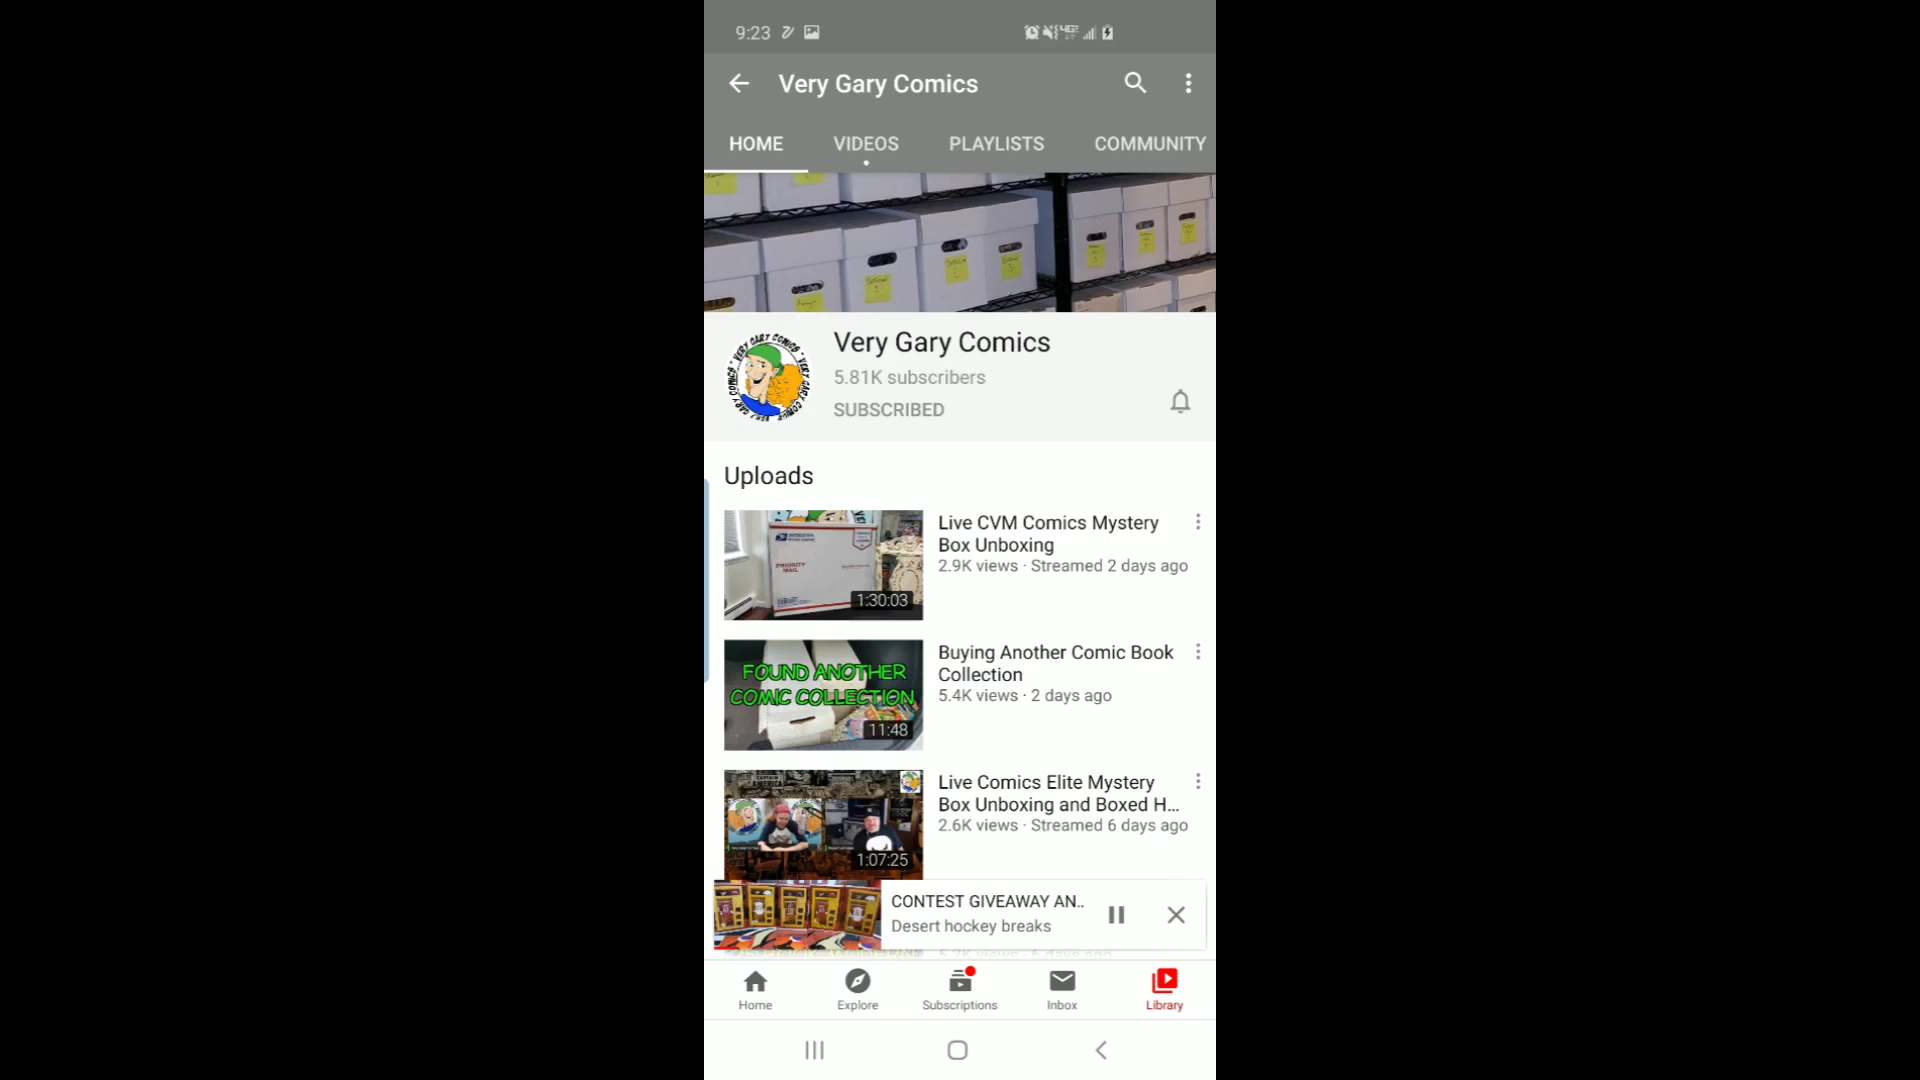 9:23
Very Gary Comics
HOME VIDEOS PLAYLISTS COMMUNITY
Very Gary Comics
5.81K subscribers
SUBSCRIBED
Uploads
Live CVM Comics Mystery
Box Unboxing
2.9K views · Streamed 2 days ago
PRIORITY
MAIL
1:30:03
Buying Another Comic Book
Collection
5.4K views · 2 days ago
FOUND ANOTHER
COMIC COLLECTION
11:48
Live Comics Elite Mystery
Box Unboxing and Boxed H...
2.6K views · Streamed 6 days ago
1:07:25
CONTEST GIVEAWAY AN..
Desert hockey breaks
Home Explore Subscriptions Inbox Library